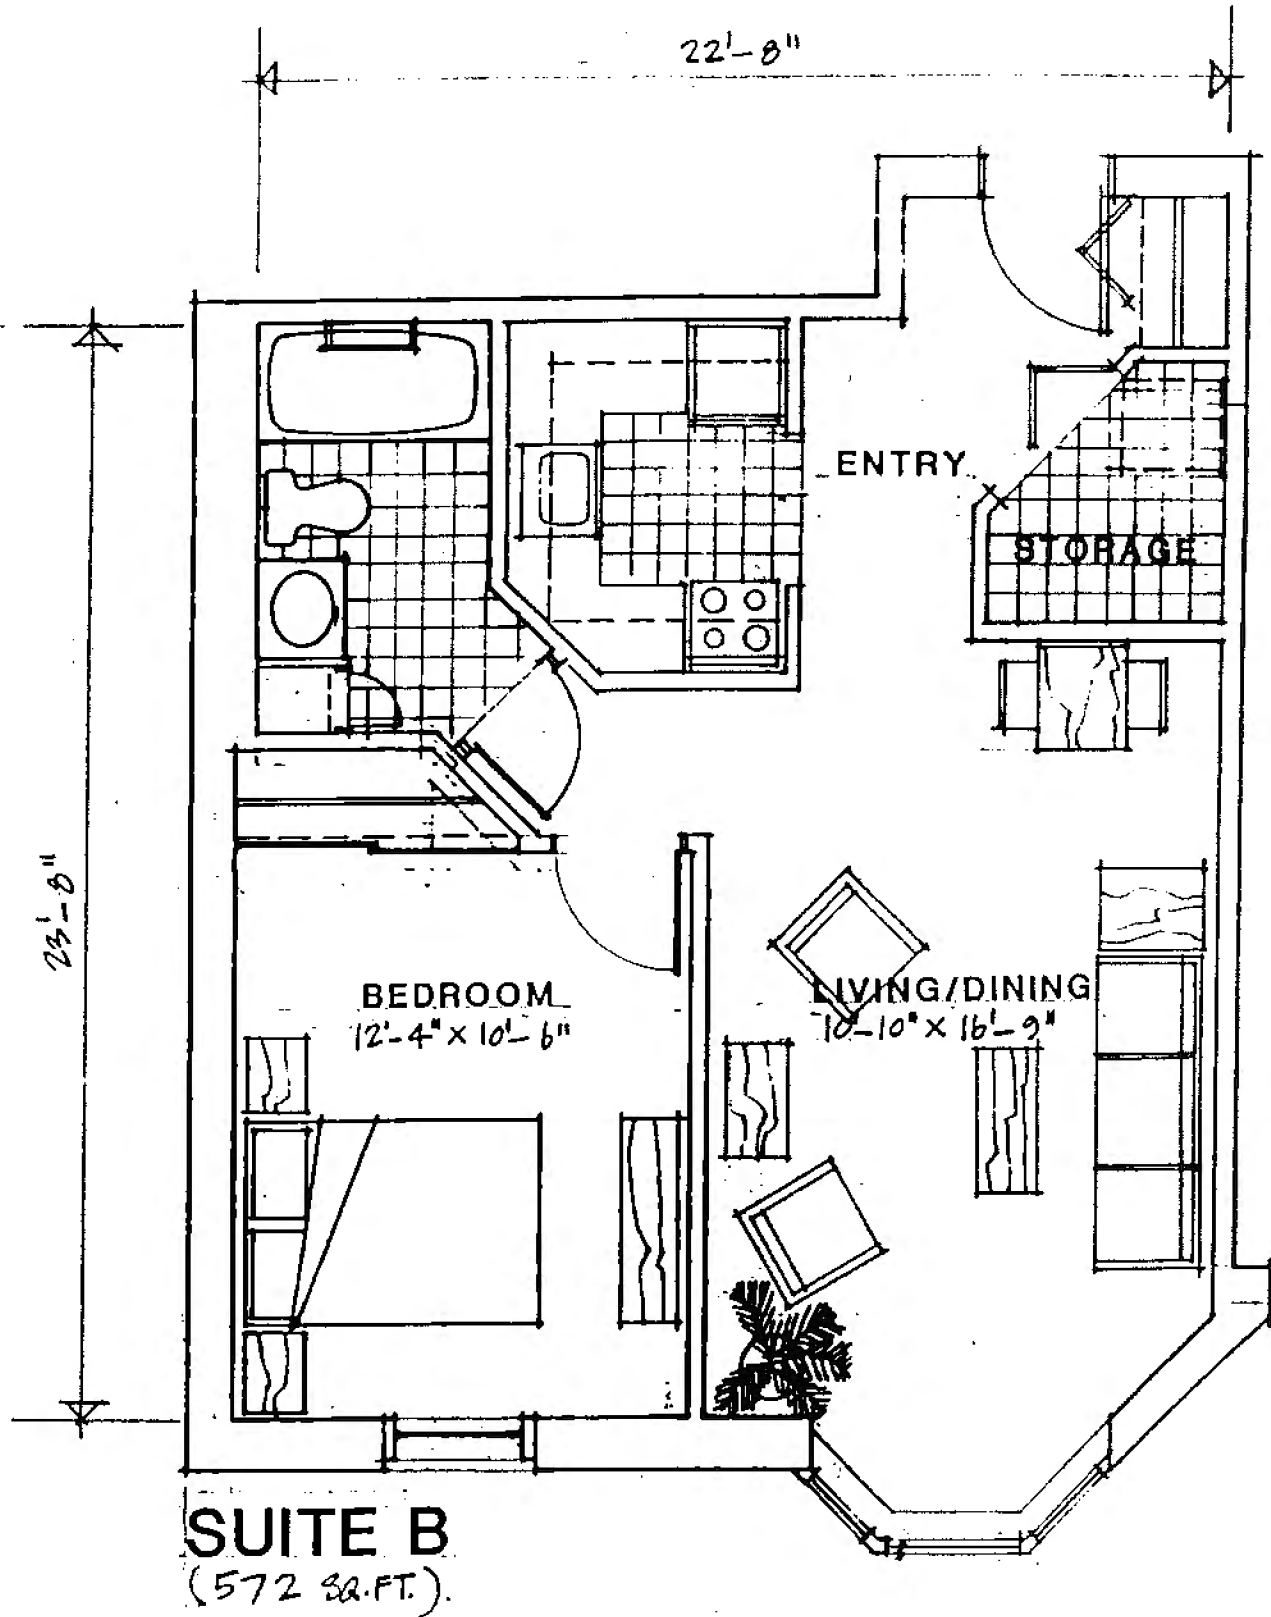 22'-8"
ENTRY
STORAGE
23'-8"
BEDROOM
12'-4" X 10'-6"
LIVING/DINING
10'-10" X 16'-9"
SUITE B
(572 SQ.FT.).